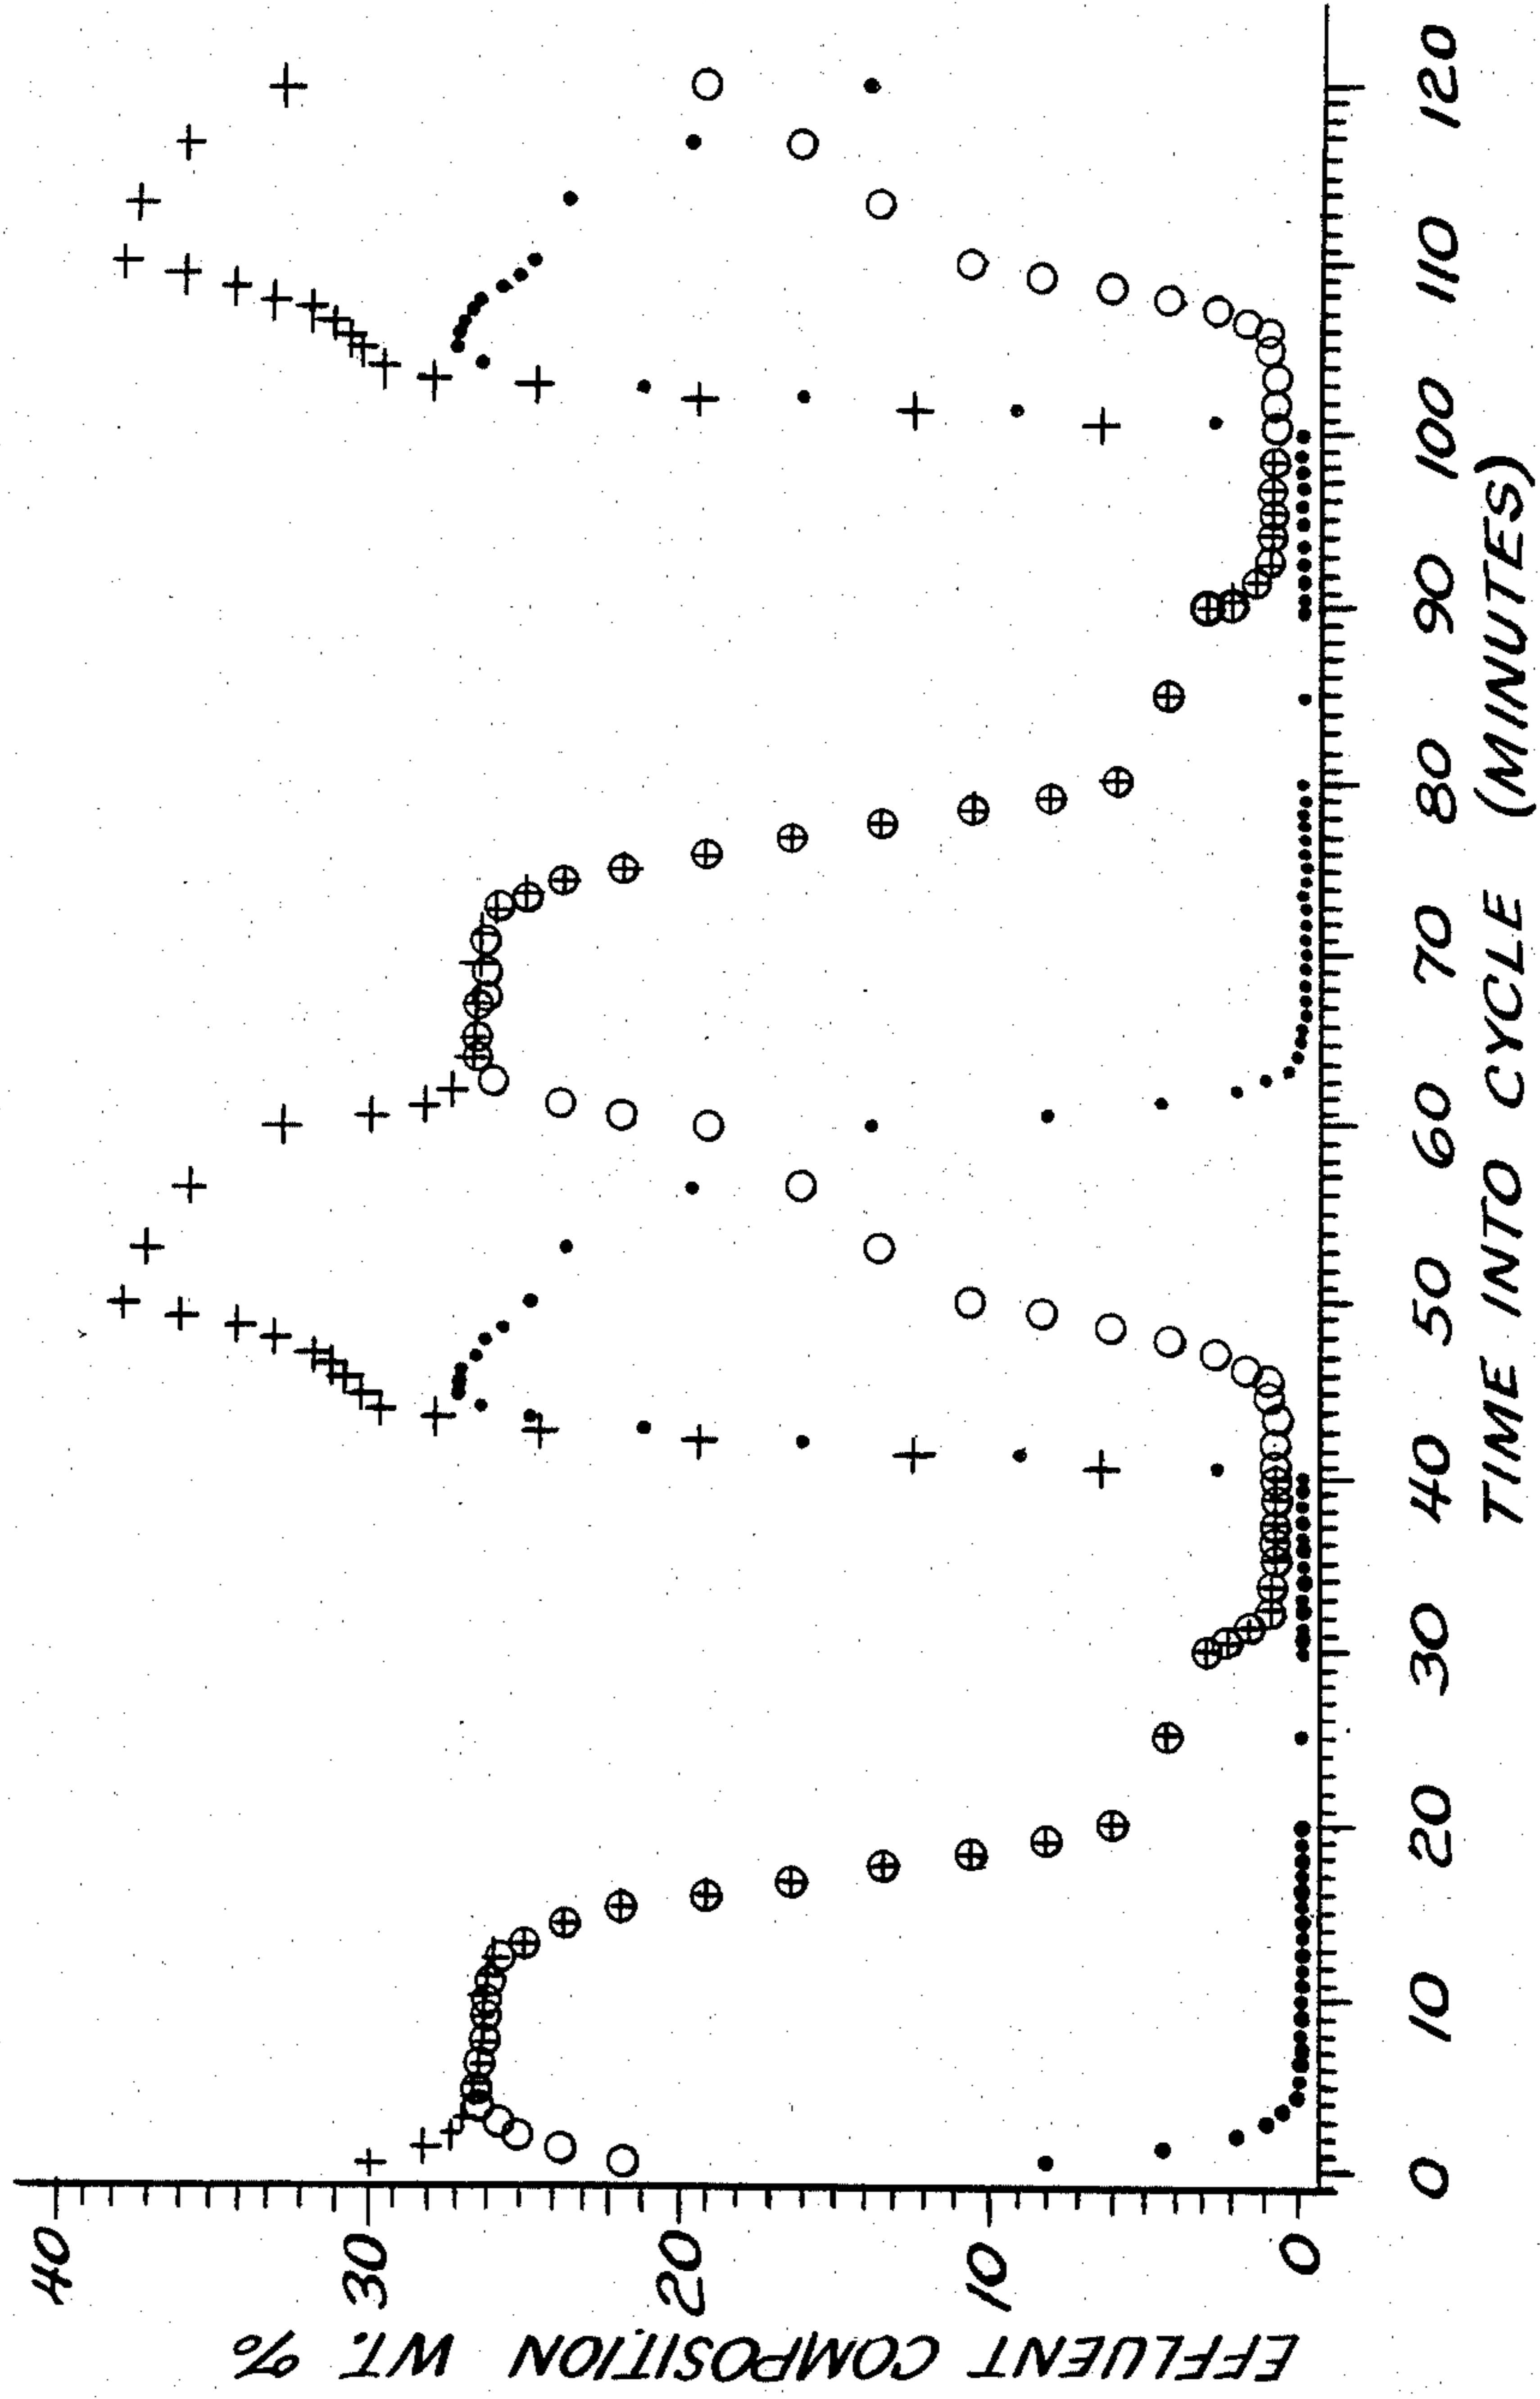 EFFLUENT COMPOSITION WT. %
40
30
20
10
0
0 10 20 30 40 50 60 70 80 90 100 110 120
TIME INTO CYCLE (MINUTES)